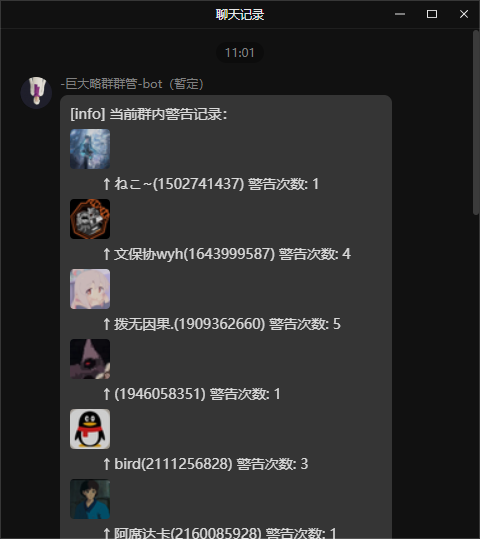 聊天记录
11:01
-巨大略群群管-bot（暂定）
[info] 当前群内警告记录：
↑ねこ~(1502741437) 警告次数: 1
↑文保协wyh(1643999587) 警告次数: 4
↑拨无因果.(1909362660) 警告次数: 5
↑(1946058351) 警告次数: 1
↑bird(2111256828) 警告次数: 3
↑阿席达卡(2160085928) 警告次数: 1